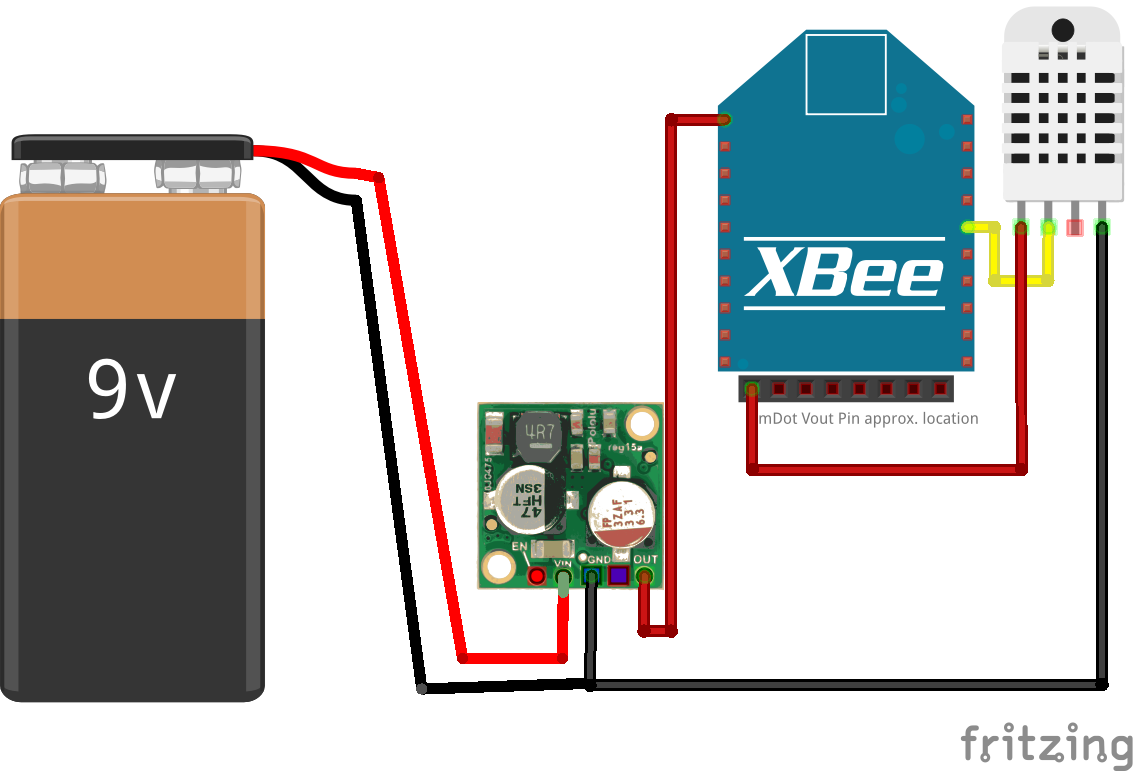 9v
XBee
mDot Vout Pin approx. location
4R7
Pololu
reg15a
47
HFT
3SN
FP
3ZAF
331
6.3
EN
VIN
GND
OUT
fritzing